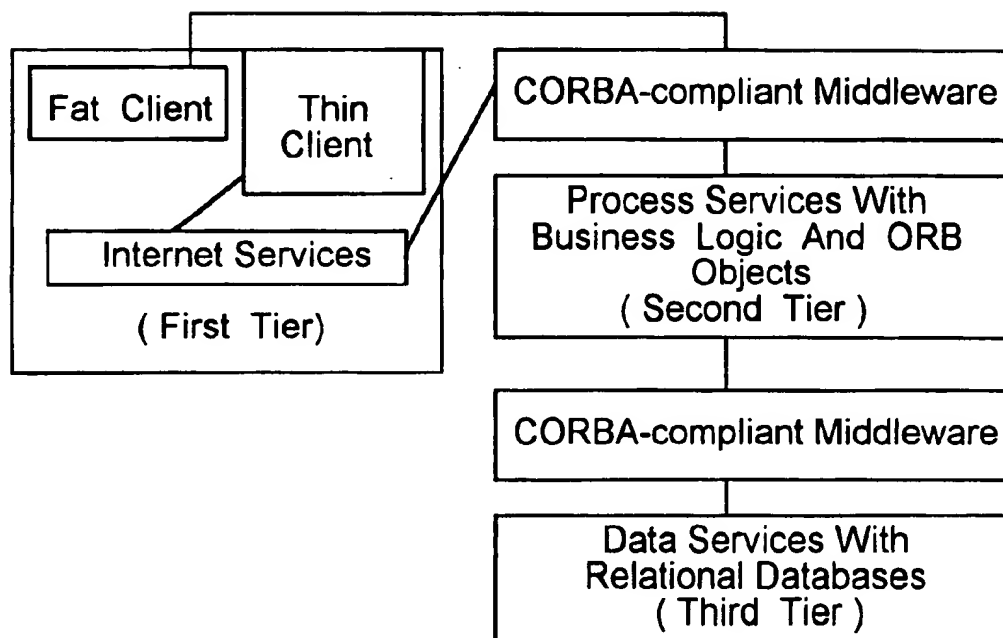 Fat Client
Thin
Client
Internet Services
( First Tier)
CORBA-compliant Middleware
Process Services With
Business Logic And ORB
Objects
( Second Tier )
CORBA-compliant Middleware
Data Services With
Relational Databases
( Third Tier )